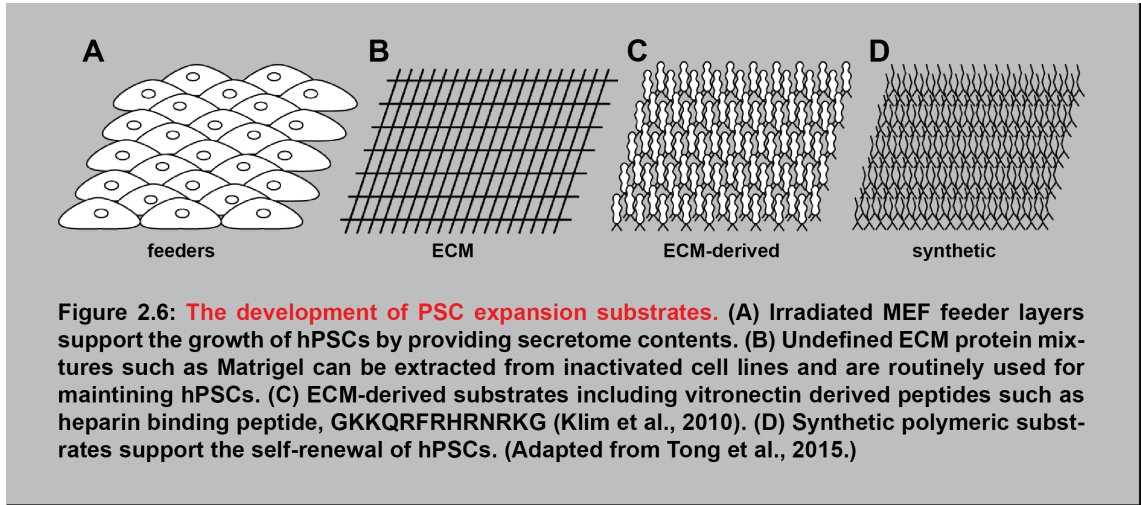 A B C D
feeders ECM ECM-derived synthetic
Figure 2.6: The development of PSC expansion substrates. (A) Irradiated MEF feeder layers
support the growth of hPSCs by providing secretome contents. (B) Undefined ECM protein mix-
tures such as Matrigel can be extracted from inactivated cell lines and are routinely used for
maintining hPSCs. (C) ECM-derived substrates including vitronectin derived peptides such as
heparin binding peptide, GKKQRFRHRNRKG (Klim et al., 2010). (D) Synthetic polymeric subst-
rates support the self-renewal of hPSCs. (Adapted from Tong et al., 2015.)